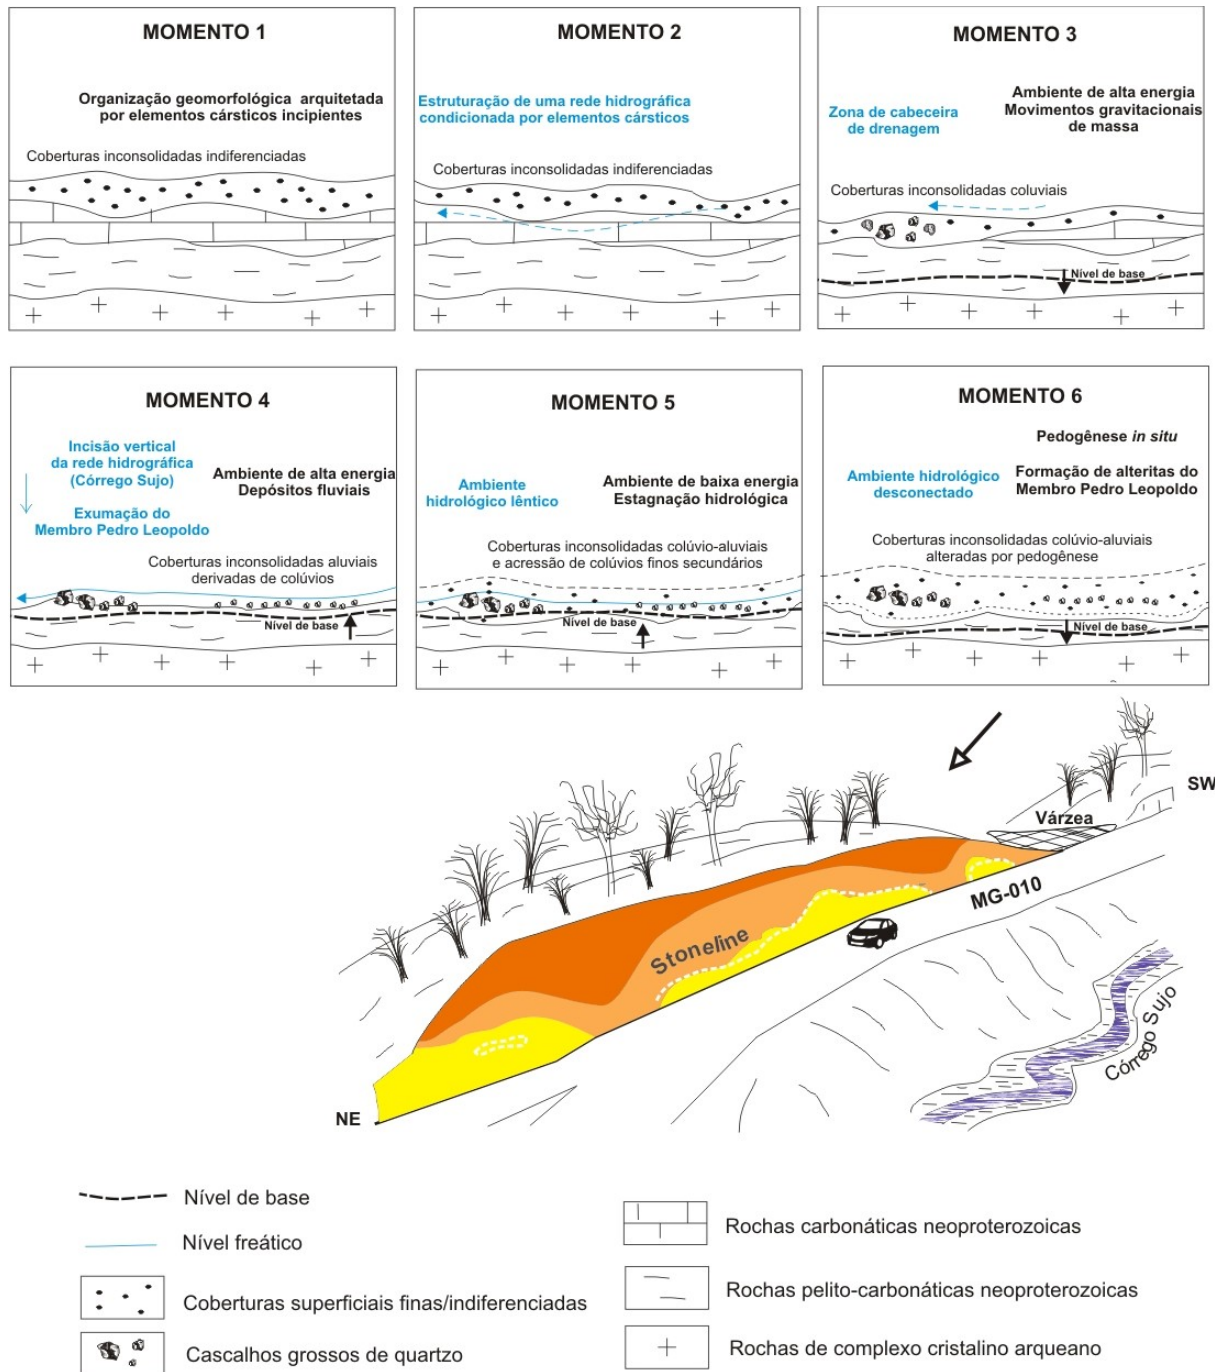 MOMENTO 1
Organização geomorfológica arquitetada
por elementos cársticos incipientes
Coberturas inconsolidadas indiferenciadas
MOMENTO 2
Estruturação de uma rede hidrográfica
condicionada por elementos cársticos
Coberturas inconsolidadas indiferenciadas
MOMENTO 3
Zona de cabeceira
de drenagem
Ambiente de alta energia
Movimentos gravitacionais
de massa
Coberturas inconsolidadas coluviais
Nível de base
MOMENTO 4
Incisão vertical
da rede hidrográfica
(Córrego Sujo)
Exumação do
Membro Pedro Leopoldo
Ambiente de alta energia
Depósitos fluviais
Coberturas inconsolidadas aluviais
derivadas de colúvios
Nível de base
MOMENTO 5
Ambiente
hidrológico lêntico
Ambiente de baixa energia
Estagnação hidrológica
Coberturas inconsolidadas colúvio-aluviais
e acressão de colúvios finos secundários
Nível de base
MOMENTO 6
Pedogênese in situ
Ambiente hidrológico
desconectado
Formação de alteritas do
Membro Pedro Leopoldo
Coberturas inconsolidadas colúvio-aluviais
alteradas por pedogênese
Nível de base
SW
Várzea
MG-010
Stoneline
Córrego Sujo
NE
Nível de base
Nível freático
Coberturas superficiais finas/indiferenciadas
Cascalhos grossos de quartzo
Rochas carbonáticas neoproterozoicas
Rochas pelito-carbonáticas neoproterozoicas
Rochas de complexo cristalino arqueano